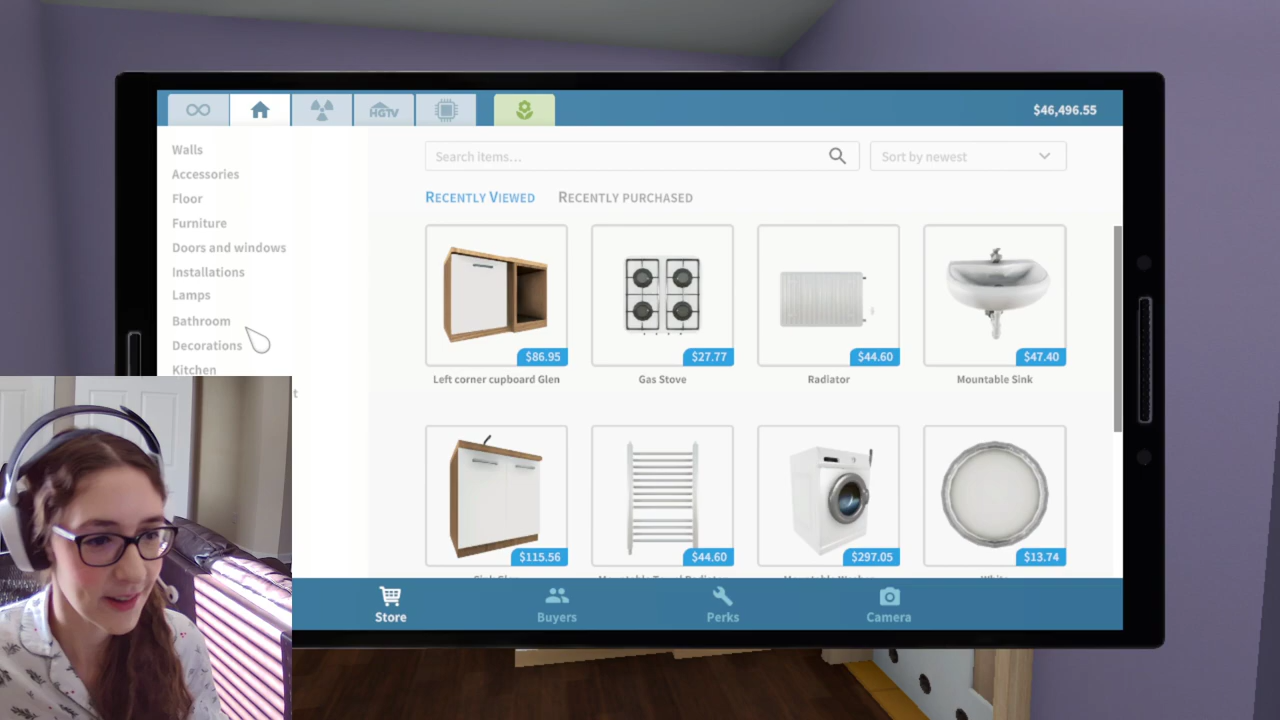 HGTV
$46,496.55
Walls
Accessories
Floor
Furniture
Doors and windows
Installations
Lamps
Bathroom
Decorations
Kitchen
t
Search items...
Sort by newest
RECENTLY VIEWED
RECENTLY PURCHASED
$86.95
$27.77
$44.60
$47.40
Left corner cupboard Glen
Gas Stove
Radiator
Mountable Sink
$115.56
$44.60
$297.05
$13.74
Store
Buyers
Perks
Camera